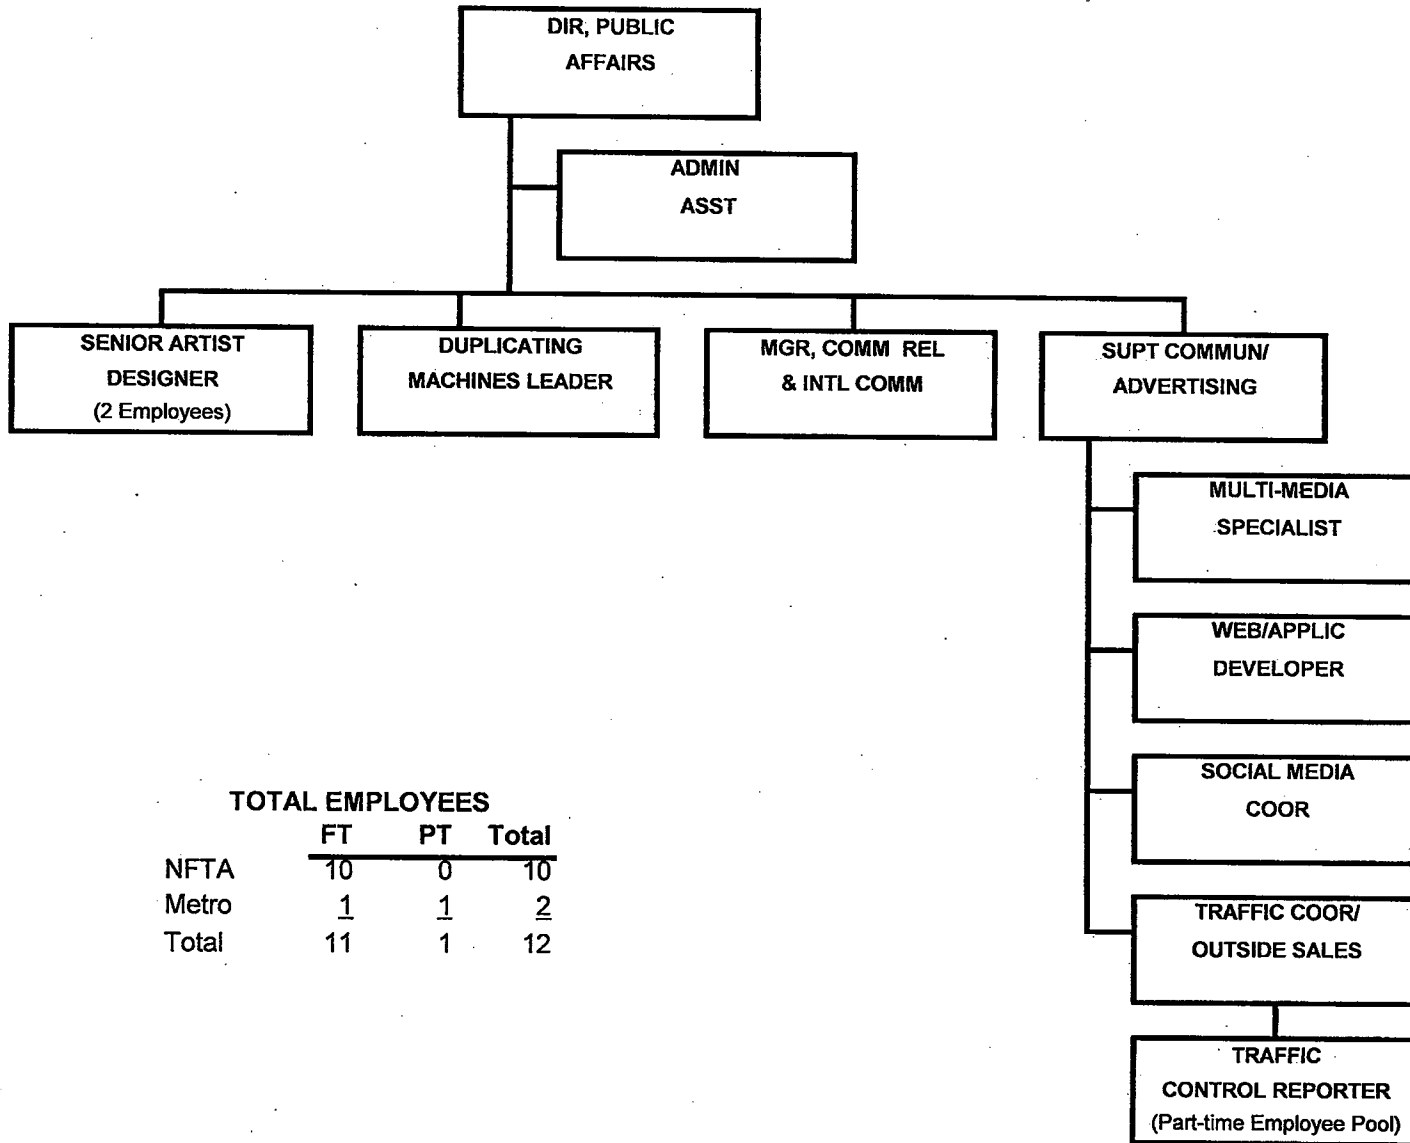 DIR, PUBLIC
AFFAIRS
ADMIN
ASST
SENIOR ARTIST
DESIGNER
(2 Employees)
DUPLICATING
MACHINES LEADER
MGR, COMM REL
& INTL COMM
SUPT COMMUN/
ADVERTISING
MULTI-MEDIA
SPECIALIST
WEB/APPLIC
DEVELOPER
SOCIAL MEDIA
COOR
TRAFFIC COOR/
OUTSIDE SALES
TRAFFIC
CONTROL REPORTER
(Part-time Employee Pool)
TOTAL EMPLOYEES
FT PT Total
NFTA 10 0 10
Metro 1 1 2
Total 11 1 12